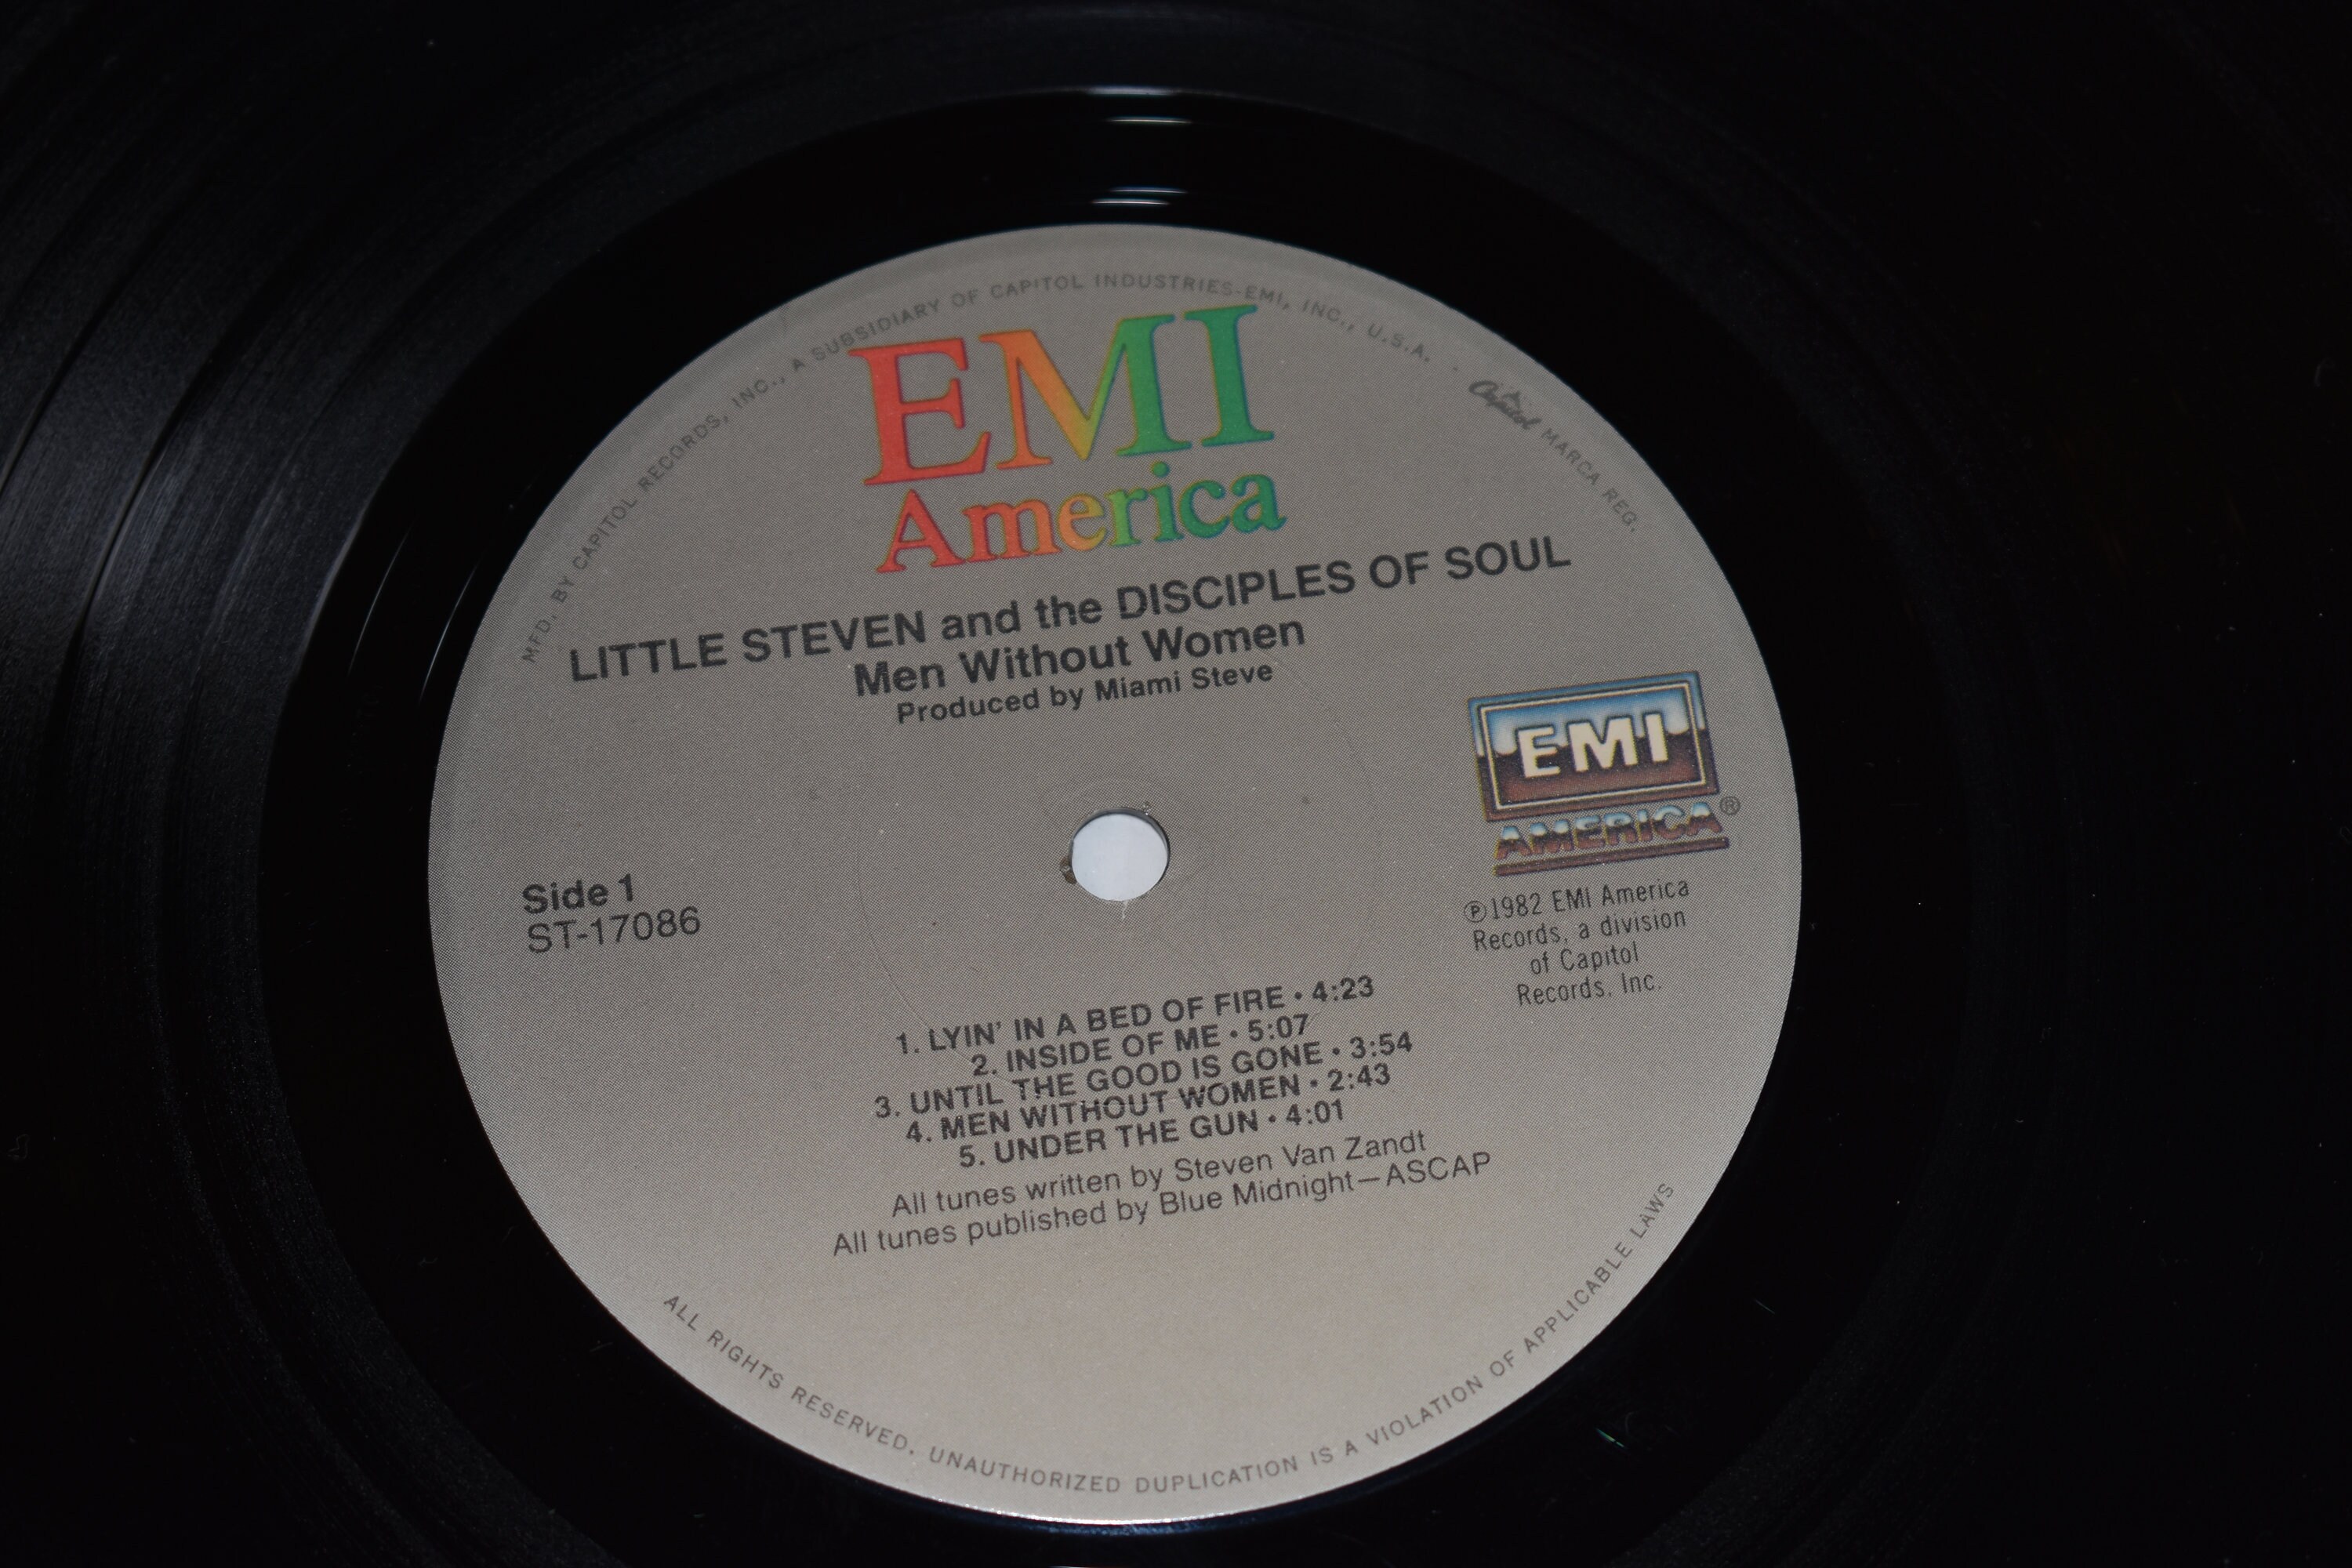 MFD. BY CAPITOL RECORDS, INC., A SUBSIDIARY OF CAPITOL INDUSTRIES-EMI, INC., U.S.A. · Capitol MARCA REG.
EMI
America
LITTLE STEVEN and the DISCIPLES OF SOUL
Men Without Women
Produced by Miami Steve
EMI
AMERICA®
Side 1
ST-17086
℗1982 EMI America
Records, a division
of Capitol
Records, Inc.
1. LYIN' IN A BED OF FIRE • 4:23
2. INSIDE OF ME • 5:07
3. UNTIL THE GOOD IS GONE • 3:54
4. MEN WITHOUT WOMEN • 2:43
5. UNDER THE GUN • 4:01
All tunes written by Steven Van Zandt
All tunes published by Blue Midnight—ASCAP
ALL RIGHTS RESERVED. UNAUTHORIZED DUPLICATION IS A VIOLATION OF APPLICABLE LAWS